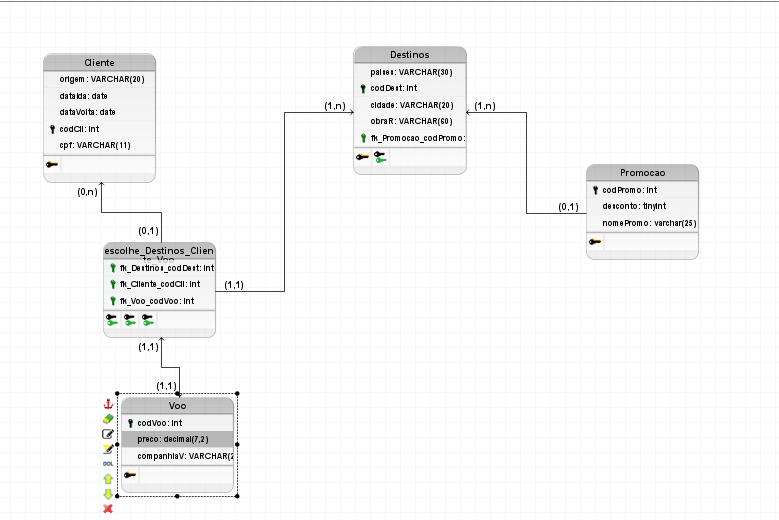 Cliente
origem: VARCHAR(20)
dataIda: date
dataVolta: date
codCli: int
cpf: VARCHAR(11)
(0,n)
Destinos
paises: VARCHAR(30)
codDest: int
cidade: VARCHAR(20)
obraR: VARCHAR(60)
fk_Promocao_codPromo:
(1,n)
(1,n)
Promocao
codPromo: int
desconto: tinyint
nomePromo: varchar(25)
(0,1)
(0,1)
escolhe_Destinos_Clien
te_Voo
fk_Destinos_codDest: int
fk_Cliente_codCli: int
fk_Voo_codVoo: int
(1,1)
(1,1)
(1,1)
Voo
codVoo: int
preco: decimal(7,2)
companhiaV: VARCHAR(2
DDL